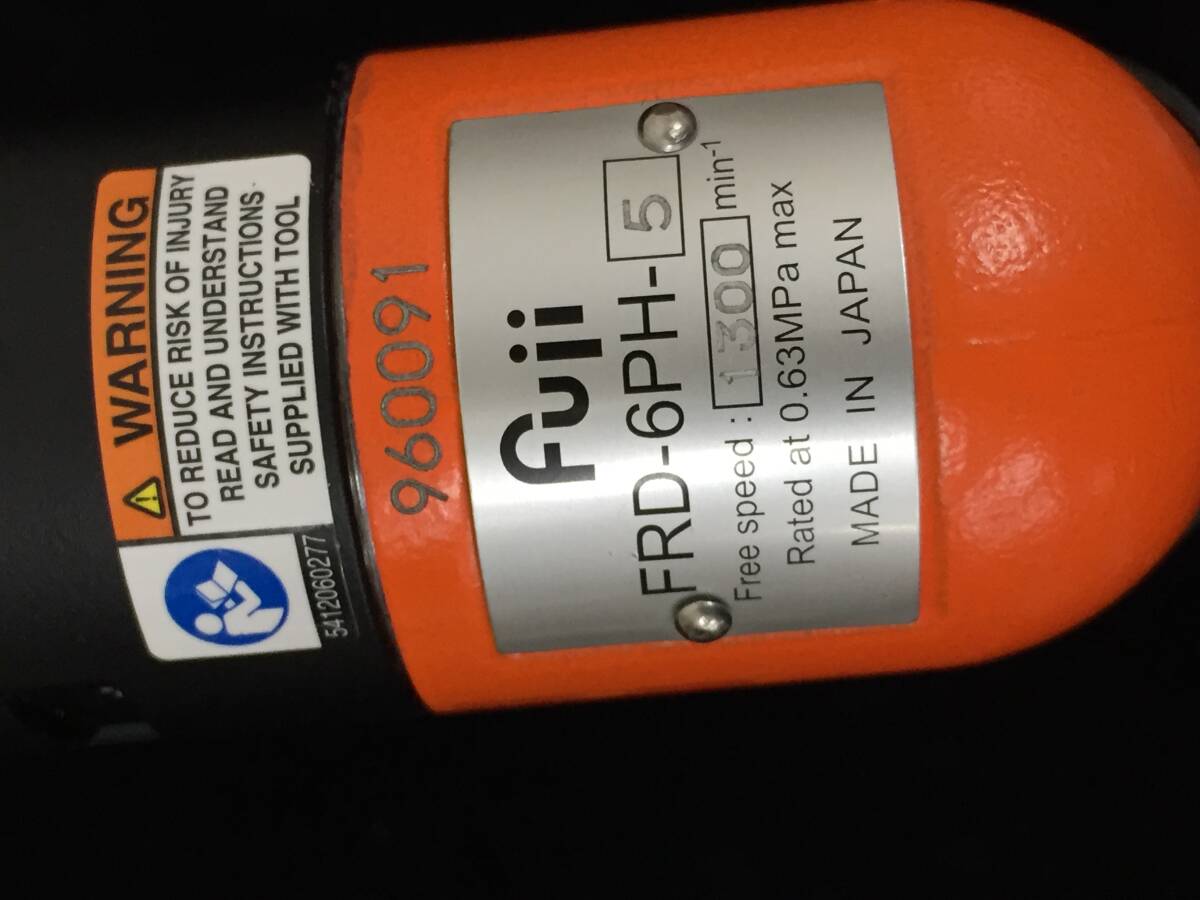 WARNING
TO REDUCE RISK OF INJURY
READ AND UNDERSTAND
SAFETY INSTRUCTIONS
SUPPLIED WITH TOOL
5412060277
960091
fuji
FRD-6PH-5
Free speed : 1300 min-1
Rated at 0.63MPa max
MADE IN JAPAN